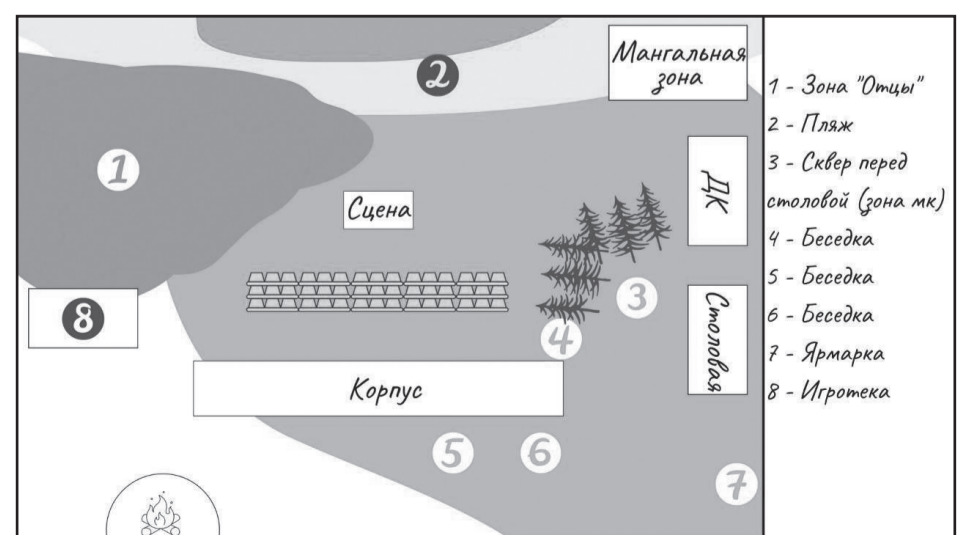 2
Мангальная
зона
1
Сцена
ДК
3
Столовая
8
4
Корпус
5
6
7
1 - Зона "Отцы"
2 - Пляж
3 - Сквер перед
столовой (зона мк)
4 - Беседка
5 - Беседка
6 - Беседка
7 - Ярмарка
8 - Игротека